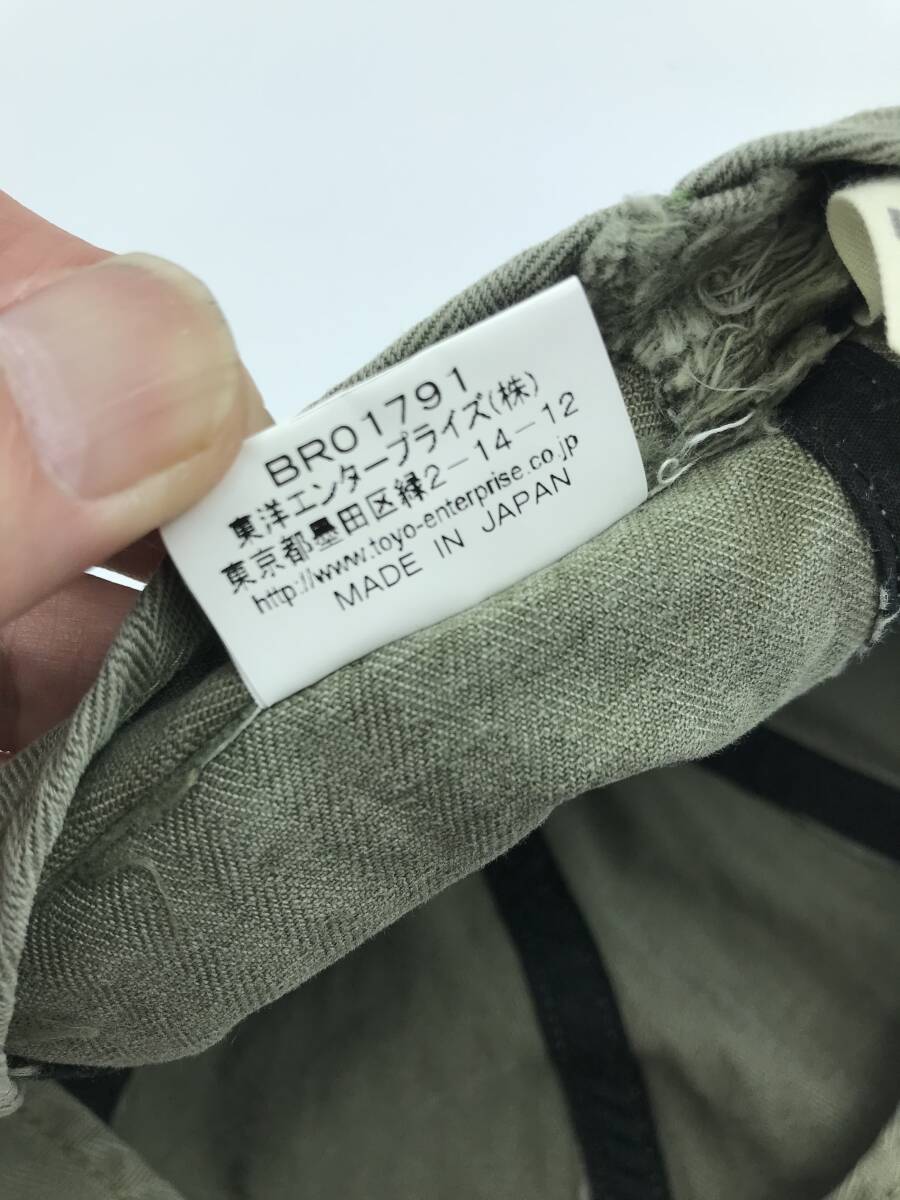 BR01791
東洋エンタープライズ(株)
東京都墨田区緑2-14-12
http://www.toyo-enterprise.co.jp
MADE IN JAPAN